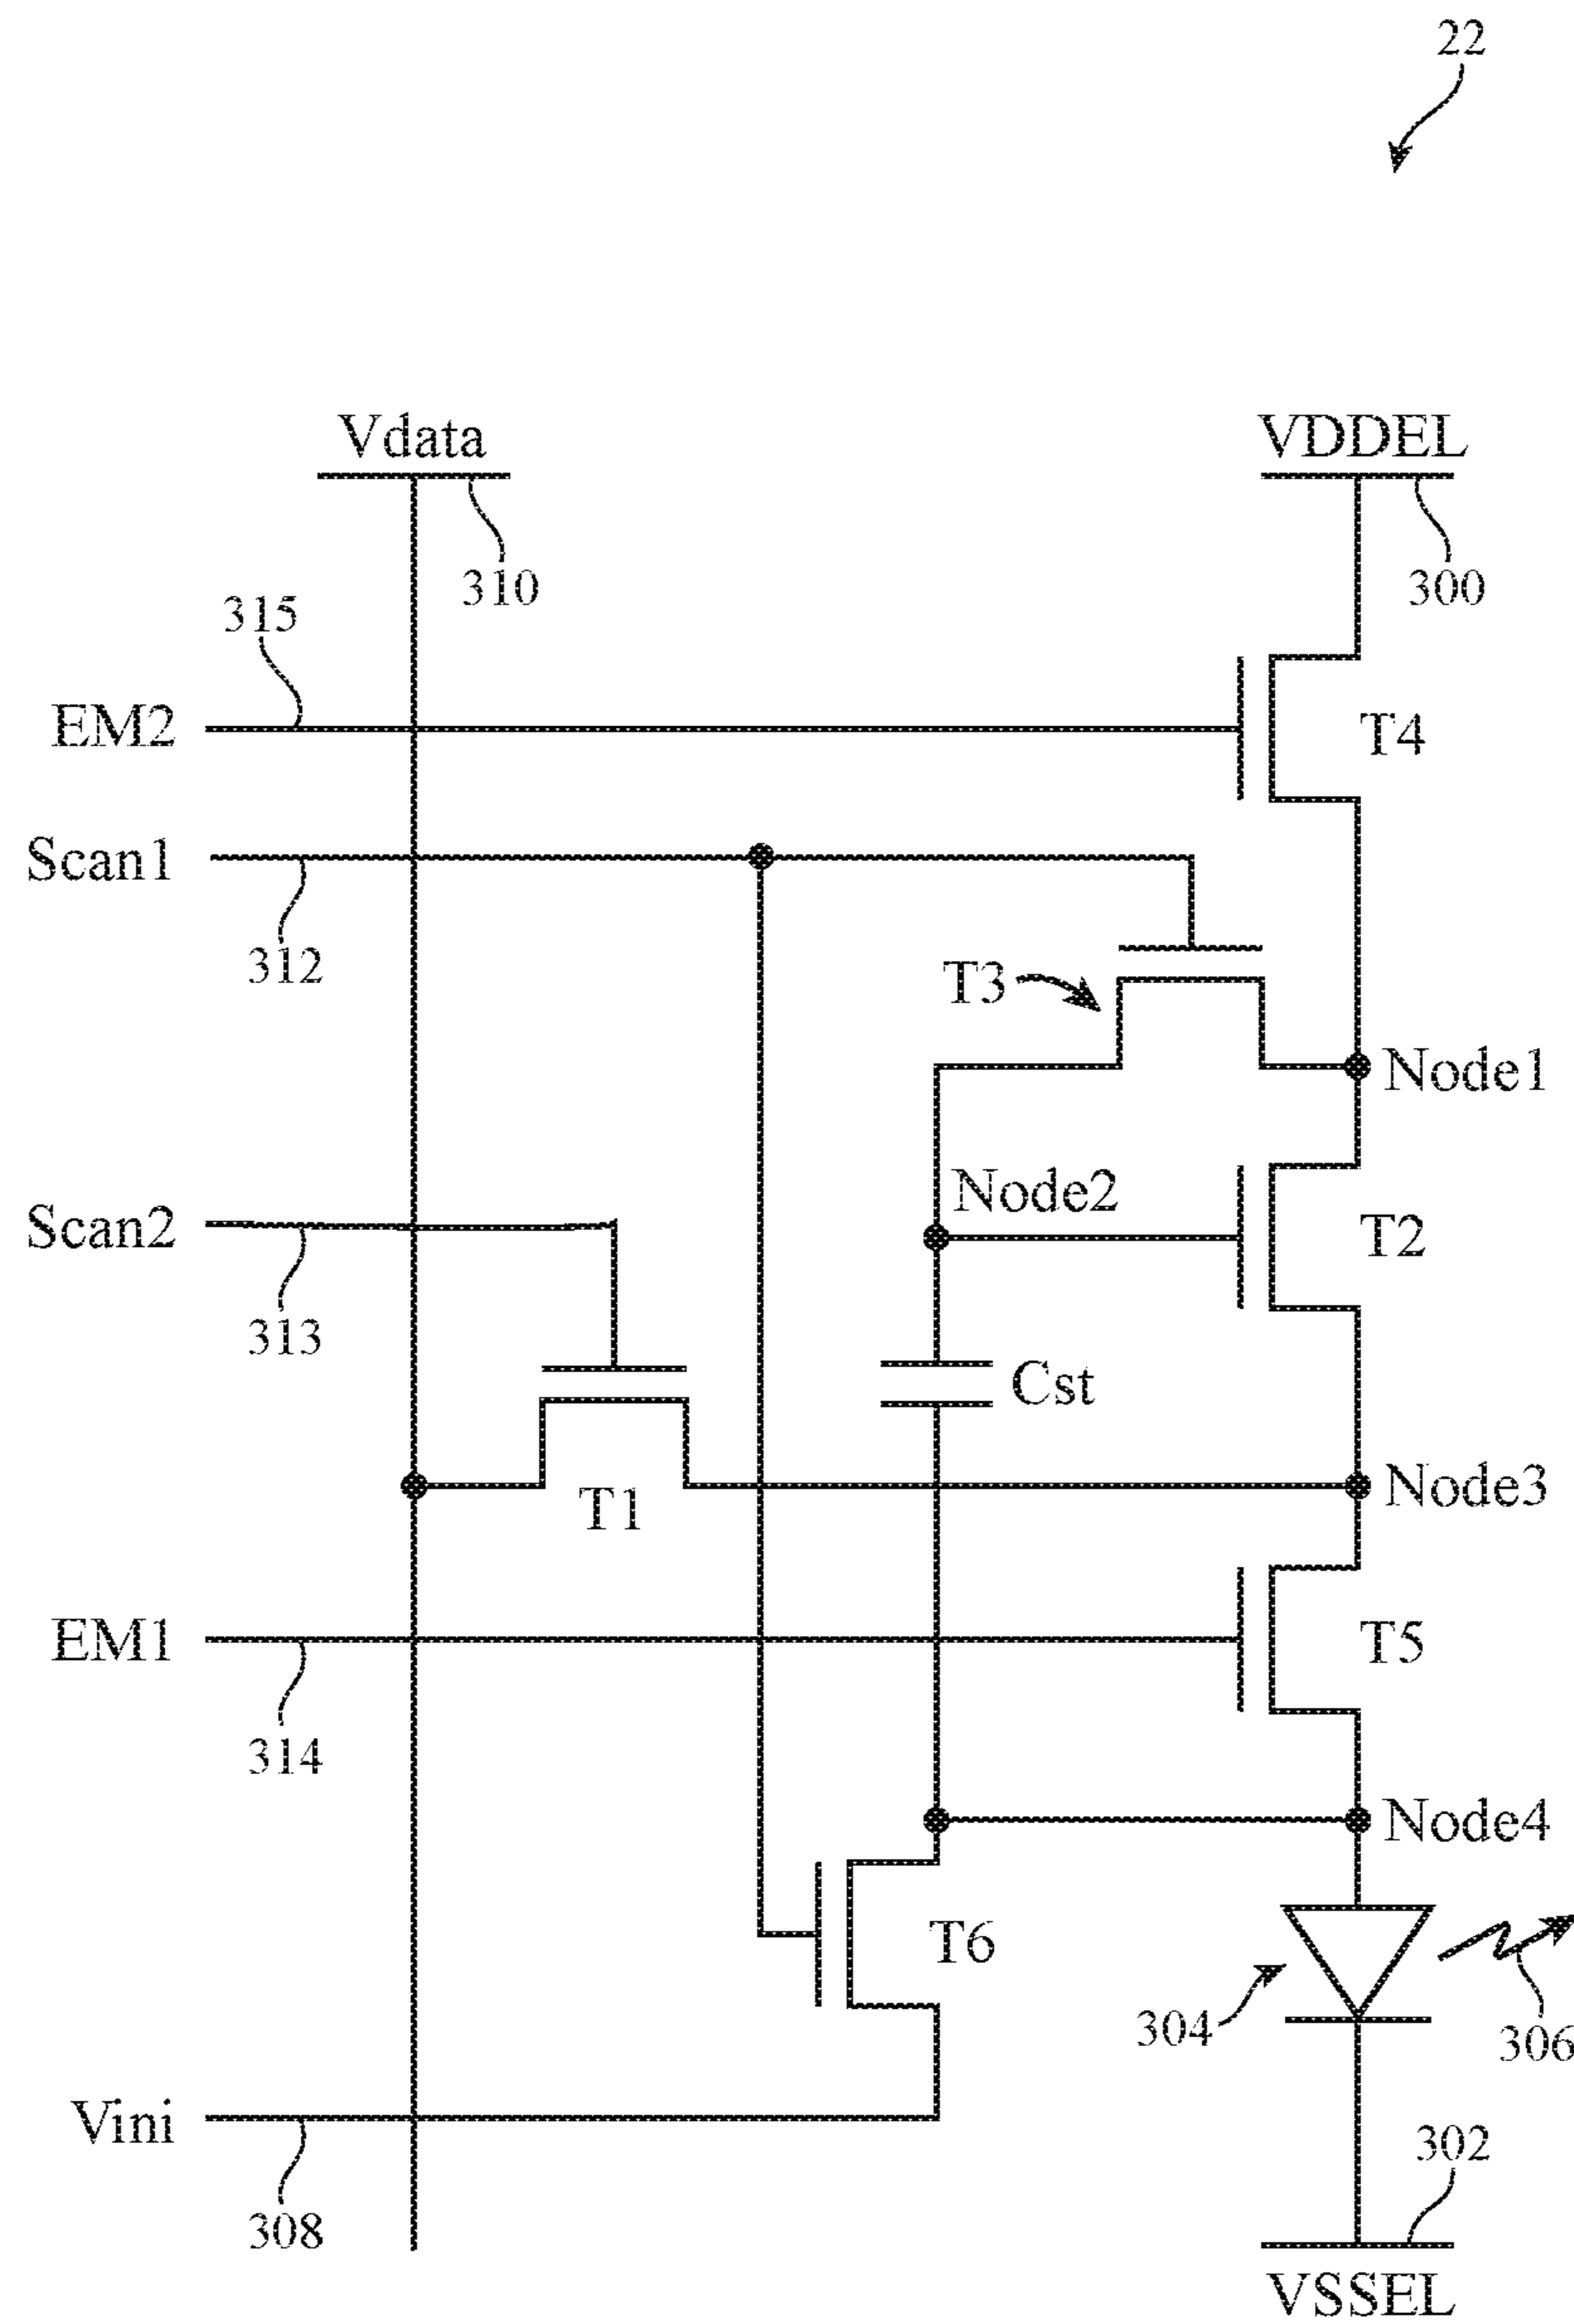 22
Vdata
VDDEL
310
300
315
EM2
T4
Scan1
312
T3
Node1
Node2
Scan2
T2
313
Cst
Node3
T1
EM1
T5
314
Node4
T6
304
306
Vini
302
308
VSSEL